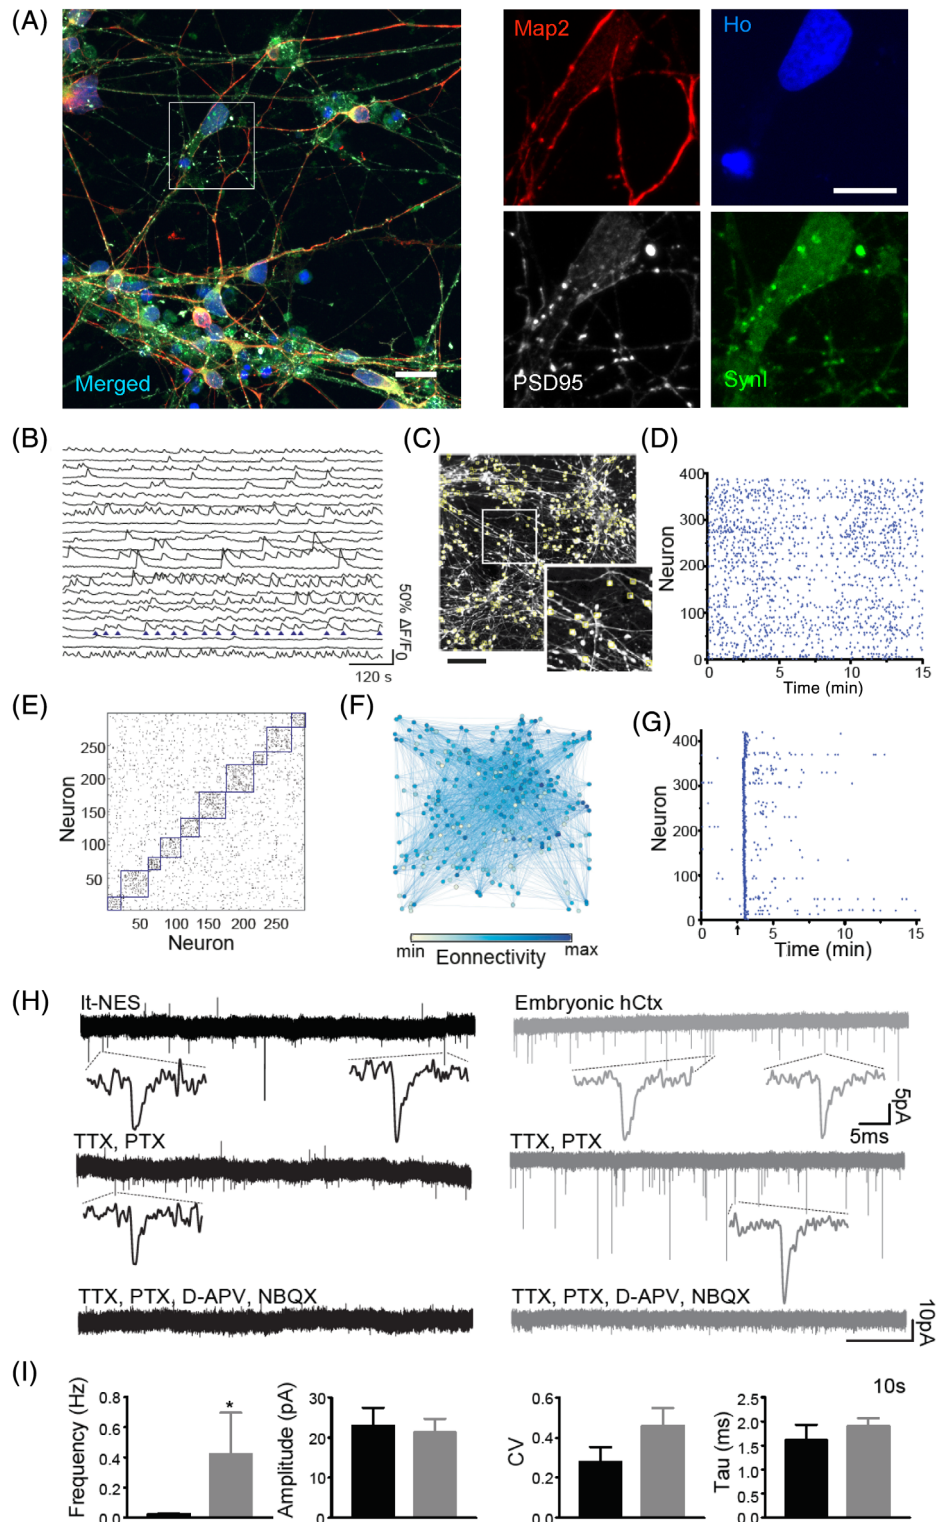 (A)
Map2
Ho
Merged
PSD95
SynI
(B)
50% ΔF/F0
120 s
(C)
(D)
Neuron
400
300
200
100
0
0 5 10 15
Time (min)
(E)
Neuron
250
200
150
100
50
50 100 150 200 250
Neuron
(F)
min max
Eonnectivity
(G)
Neuron
400
300
200
100
0
0 5 10 15
Time (min)
(H)
lt-NES
Embryonic hCtx
5pA
5ms
TTX, PTX
TTX, PTX
TTX, PTX, D-APV, NBQX
TTX, PTX, D-APV, NBQX
10pA
10s
(I)
Frequency (Hz)
0.8
0.6
0.4
0.2
0.0
*
Amplitude (pA)
30
20
10
0
CV
0.6
0.4
0.2
0.0
Tau (ms)
2.5
2.0
1.5
1.0
0.5
0.0